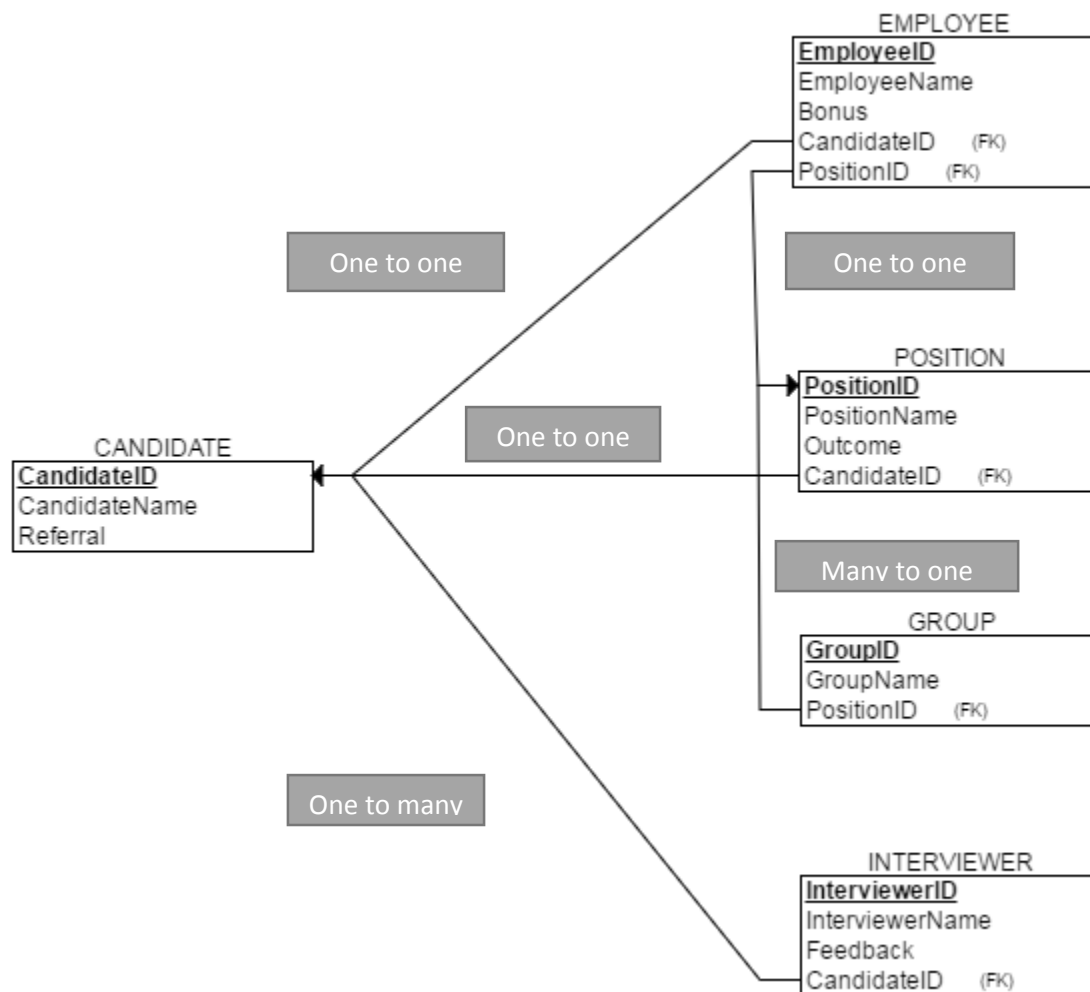 EMPLOYEE
EmployeeID
EmployeeName
Bonus
CandidateID (FK)
PositionID (FK)
One to one
One to one
POSITION
PositionID
PositionName
Outcome
CandidateID (FK)
One to one
CANDIDATE
CandidateID
CandidateName
Referral
Many to one
GROUP
GroupID
GroupName
PositionID (FK)
One to many
INTERVIEWER
InterviewerID
InterviewerName
Feedback
CandidateID (FK)